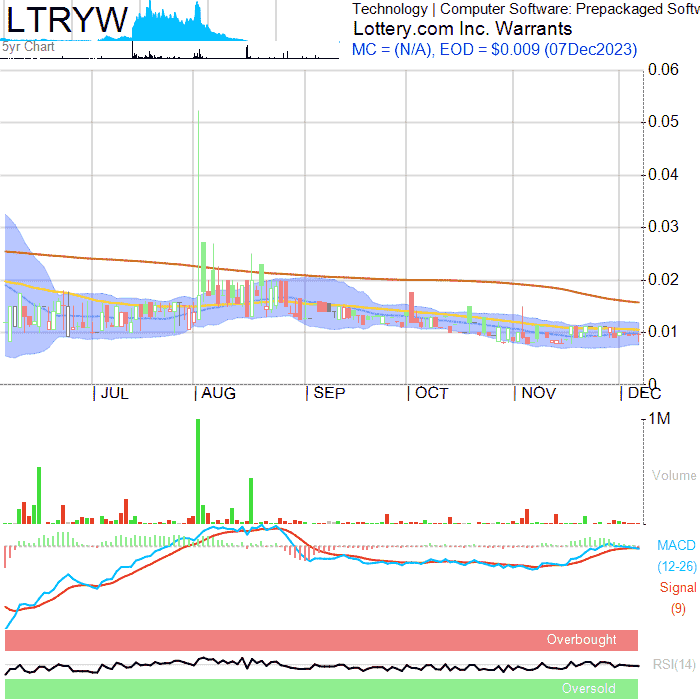 LTRYW
5yr Chart
Technology | Computer Software: Prepackaged Softw
Lottery.com Inc. Warrants
MC = (N/A), EOD = $0.009 (07Dec2023)
0.06
0.05
0.04
0.03
0.02
0.01
0
JUL
AUG
SEP
OCT
NOV
DEC
1M
Volume
MACD
(12-26)
Signal
(9)
Overbought
RSI(14)
Oversold